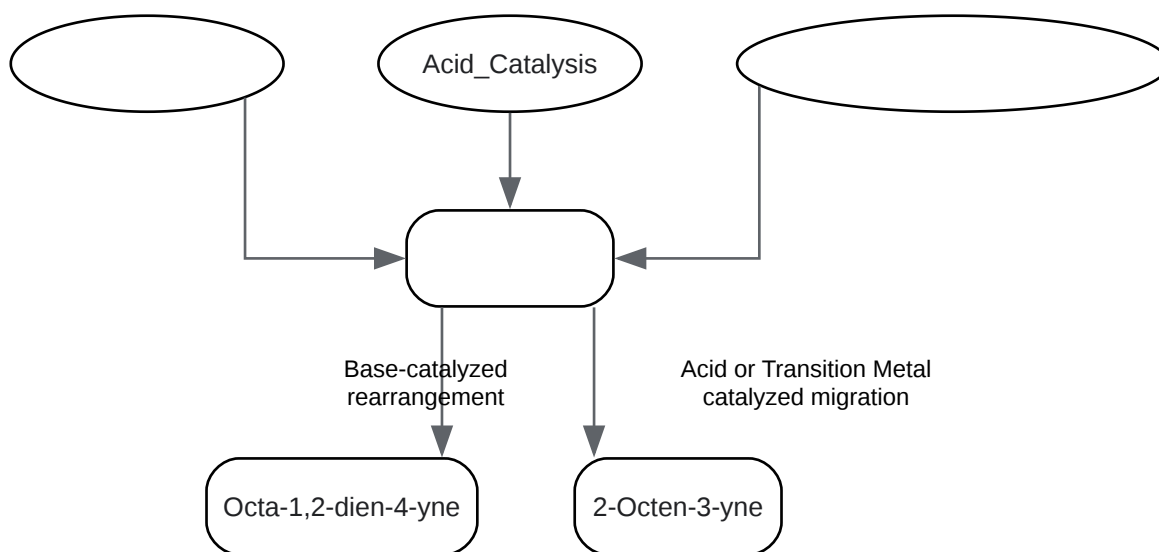 Acid_Catalysis
Base-catalyzed
rearrangement
Acid or Transition Metal
catalyzed migration
Octa-1,2-dien-4-yne
2-Octen-3-yne